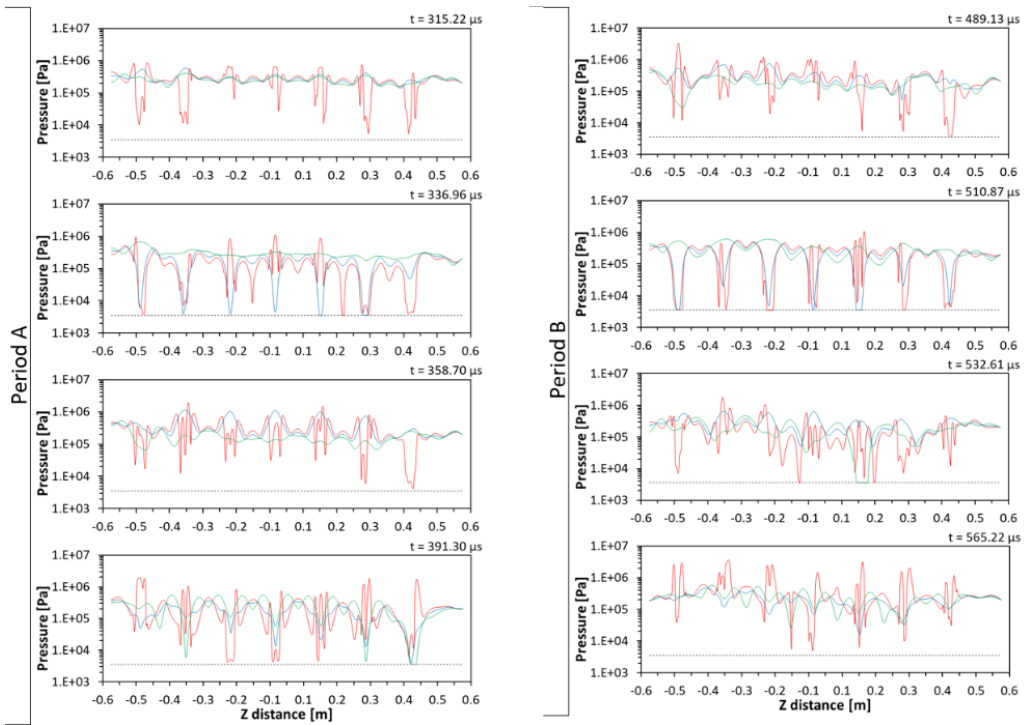 Period A
t = 315.22 µs
Pressure [Pa]
1.E+07
1.E+06
1.E+05
1.E+04
1.E+03
-0.6 -0.5 -0.4 -0.3 -0.2 -0.1 0.0 0.1 0.2 0.3 0.4 0.5 0.6
t = 336.96 µs
Pressure [Pa]
1.E+07
1.E+06
1.E+05
1.E+04
1.E+03
-0.6 -0.5 -0.4 -0.3 -0.2 -0.1 0.0 0.1 0.2 0.3 0.4 0.5 0.6
t = 358.70 µs
Pressure [Pa]
1.E+07
1.E+06
1.E+05
1.E+04
1.E+03
-0.6 -0.5 -0.4 -0.3 -0.2 -0.1 0.0 0.1 0.2 0.3 0.4 0.5 0.6
t = 391.30 µs
Pressure [Pa]
1.E+07
1.E+06
1.E+05
1.E+04
1.E+03
-0.6 -0.5 -0.4 -0.3 -0.2 -0.1 0.0 0.1 0.2 0.3 0.4 0.5 0.6
Z distance [m]
Period B
t = 489.13 µs
Pressure [Pa]
1.E+07
1.E+06
1.E+05
1.E+04
1.E+03
-0.6 -0.5 -0.4 -0.3 -0.2 -0.1 0.0 0.1 0.2 0.3 0.4 0.5 0.6
t = 510.87 µs
Pressure [Pa]
1.E+07
1.E+06
1.E+05
1.E+04
1.E+03
-0.6 -0.5 -0.4 -0.3 -0.2 -0.1 0.0 0.1 0.2 0.3 0.4 0.5 0.6
t = 532.61 µs
Pressure [Pa]
1.E+07
1.E+06
1.E+05
1.E+04
1.E+03
-0.6 -0.5 -0.4 -0.3 -0.2 -0.1 0.0 0.1 0.2 0.3 0.4 0.5 0.6
t = 565.22 µs
Pressure [Pa]
1.E+07
1.E+06
1.E+05
1.E+04
1.E+03
-0.6 -0.5 -0.4 -0.3 -0.2 -0.1 0.0 0.1 0.2 0.3 0.4 0.5 0.6
Z distance [m]